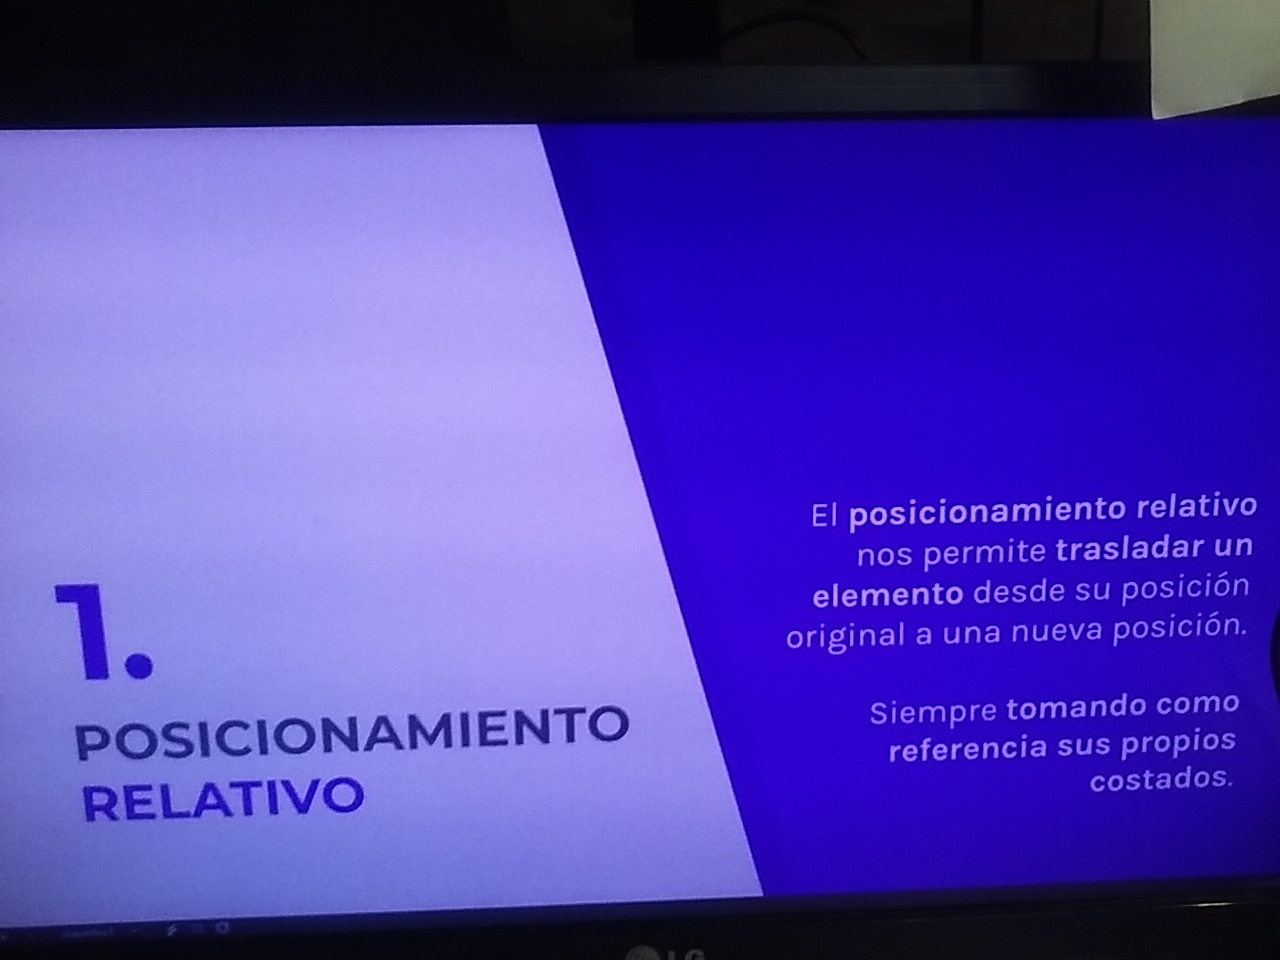 1.
POSICIONAMIENTO
RELATIVO
El posicionamiento relativo
nos permite trasladar un
elemento desde su posición
original a una nueva posición.
Siempre tomando como
referencia sus propios
costados.
LG